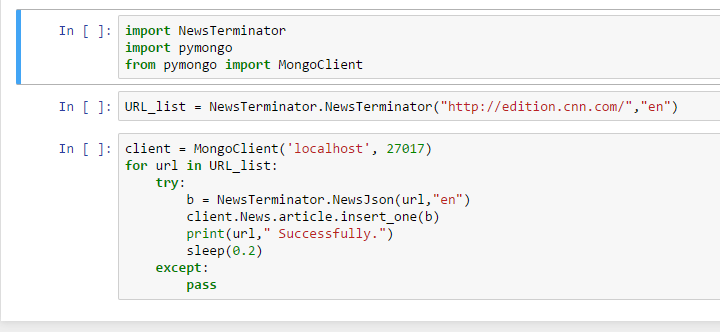 In [ ]: import NewsTerminator
import pymongo
from pymongo import MongoClient
In [ ]: URL_list = NewsTerminator.NewsTerminator("http://edition.cnn.com/","en")
In [ ]: client = MongoClient('localhost', 27017)
for url in URL_list:
    try:
        b = NewsTerminator.NewsJson(url,"en")
        client.News.article.insert_one(b)
        print(url," Successfully.")
        sleep(0.2)
    except:
        pass